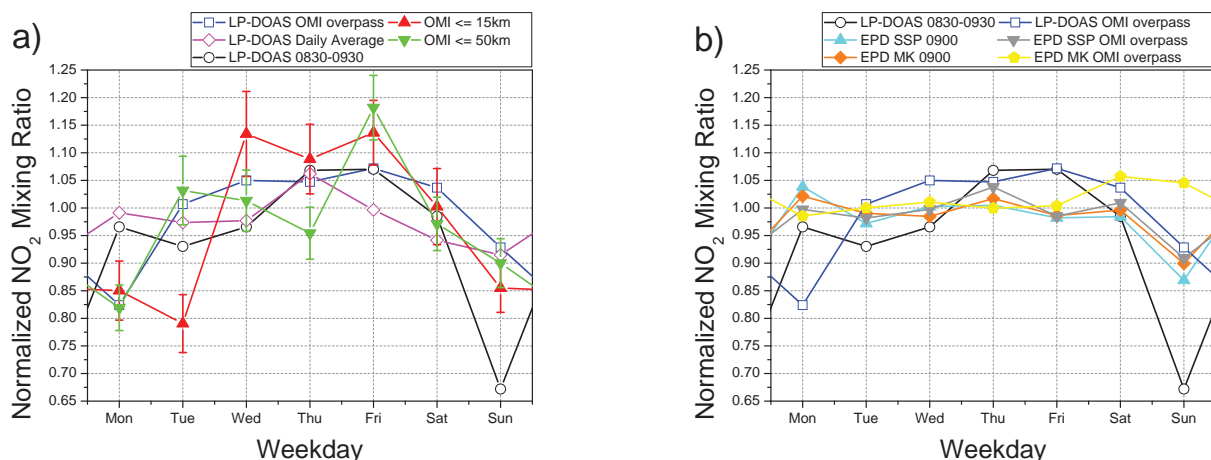 a)
LP-DOAS OMI overpass OMI <= 15km
LP-DOAS Daily Average OMI <= 50km
LP-DOAS 0830-0930
Normalized NO2 Mixing Ratio
1.25
1.20
1.15
1.10
1.05
1.00
0.95
0.90
0.85
0.80
0.75
0.70
0.65
Mon Tue Wed Thu Fri Sat Sun
Weekday
b)
LP-DOAS 0830-0930 LP-DOAS OMI overpass
EPD SSP 0900 EPD SSP OMI overpass
EPD MK 0900 EPD MK OMI overpass
Normalized NO2 Mixing Ratio
1.25
1.20
1.15
1.10
1.05
1.00
0.95
0.90
0.85
0.80
0.75
0.70
0.65
Mon Tue Wed Thu Fri Sat Sun
Weekday